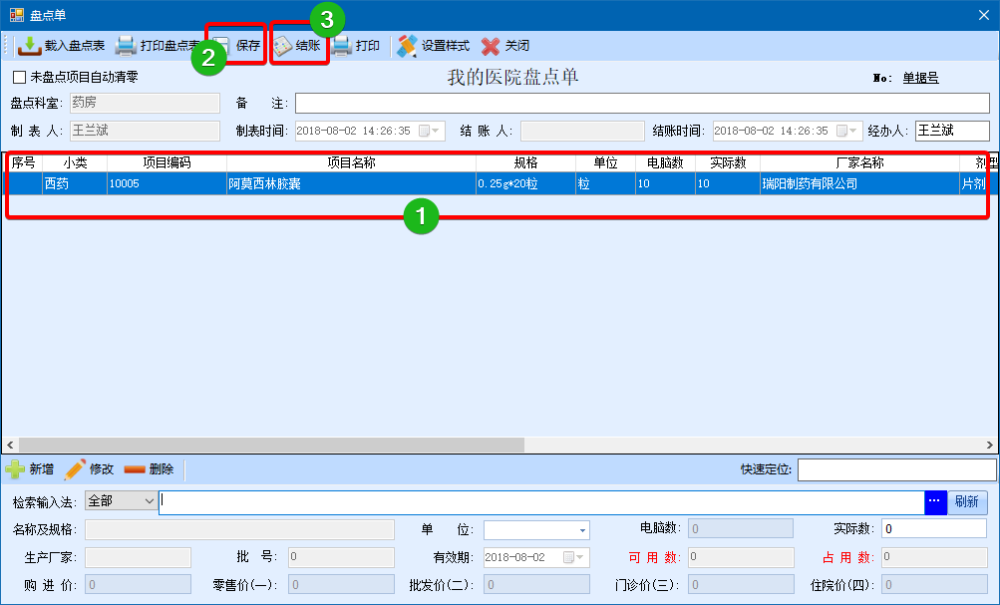 盘点单
3
载入盘点表 打印盘点表 保存 结账 打印 设置样式 关闭
2
未盘点项目自动清零 我的医院盘点单 No: 单据号
盘点科室: 药房 备 注:
制 表 人: 王兰斌 制表时间: 2018-08-02 14:26:35 结 账 人: 结账时间: 2018-08-02 14:26:35 经办人: 王兰斌
序号 小类 项目编码 项目名称 规格 单位 电脑数 实际数 厂家名称 剂型
西药 10005 阿莫西林胶囊 0.25g*20粒 粒 10 10 瑞阳制药有限公司 片剂
1
新增 修改 删除 快速定位:
检索输入法: 全部 ... 刷新
名称及规格: 单 位: 电脑数: 0 实际数: 0
生产厂家: 批 号: 0 有效期: 2018-08-02 可 用 数: 0 占 用 数: 0
购 进 价: 0 零售价(一): 0 批发价(二): 0 门诊价(三): 0 住院价(四): 0